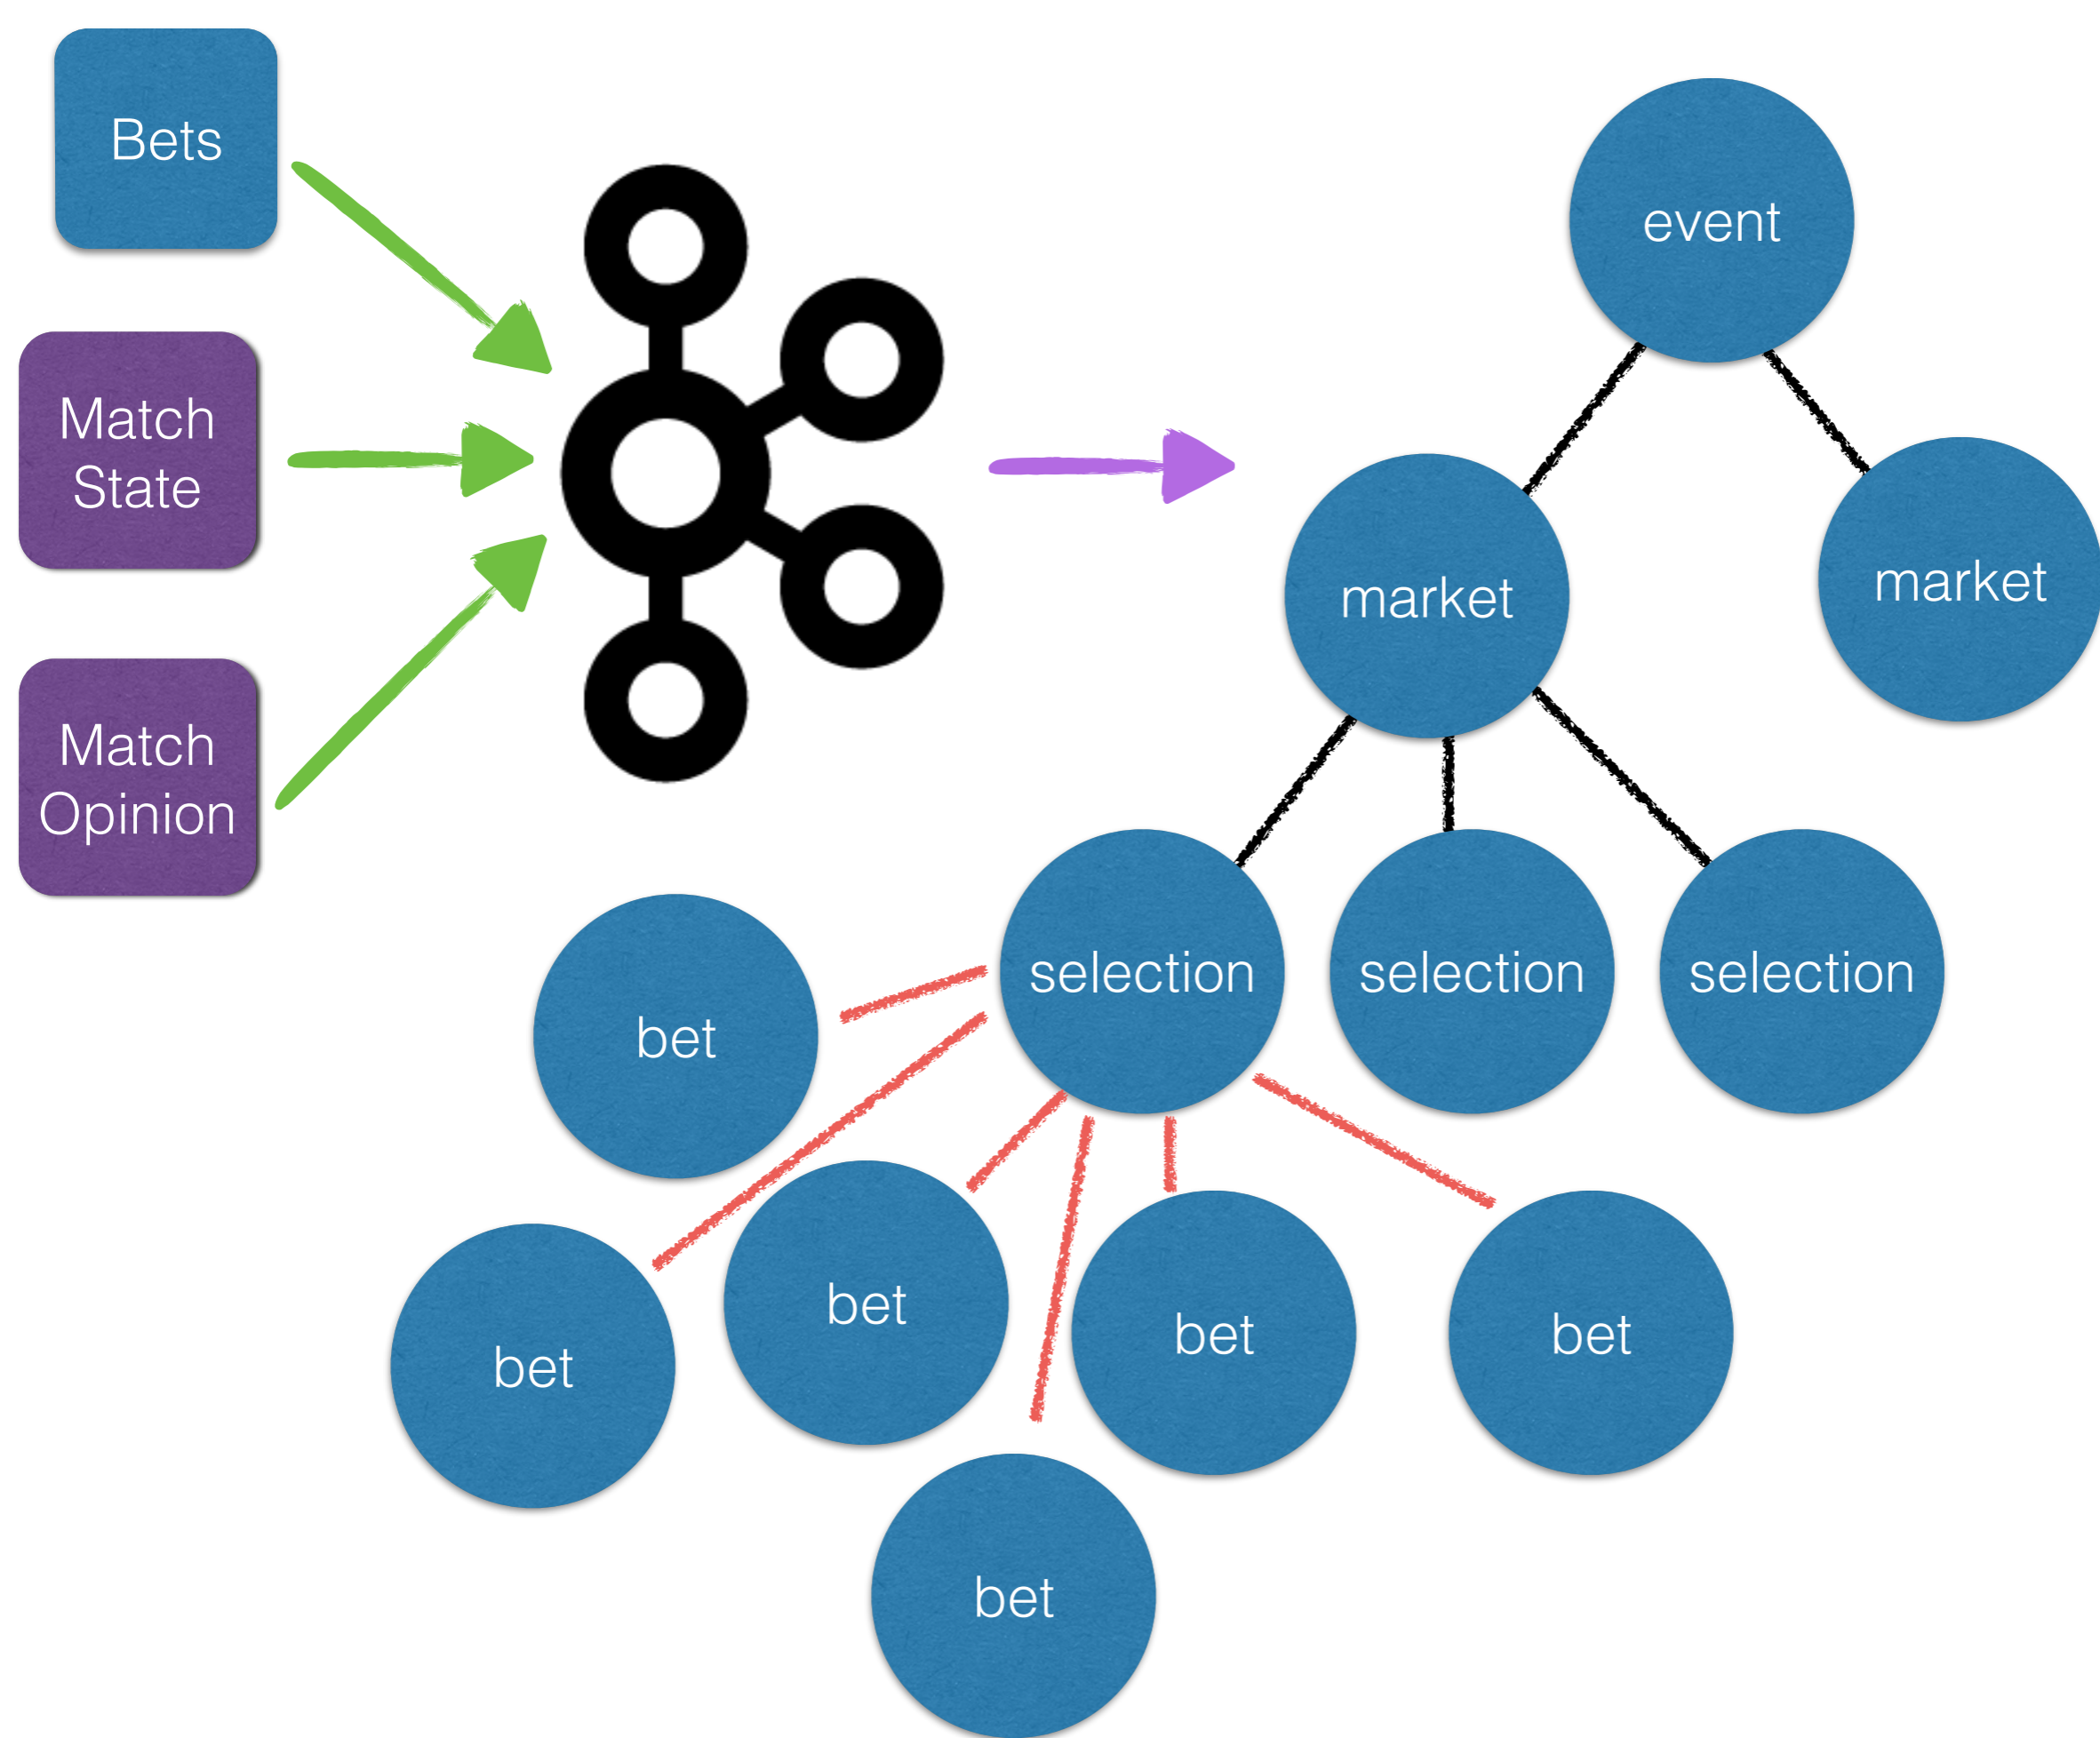 Bets
Match
State
Match
Opinion
event
market
market
selection
selection
selection
bet
bet
bet
bet
bet
bet